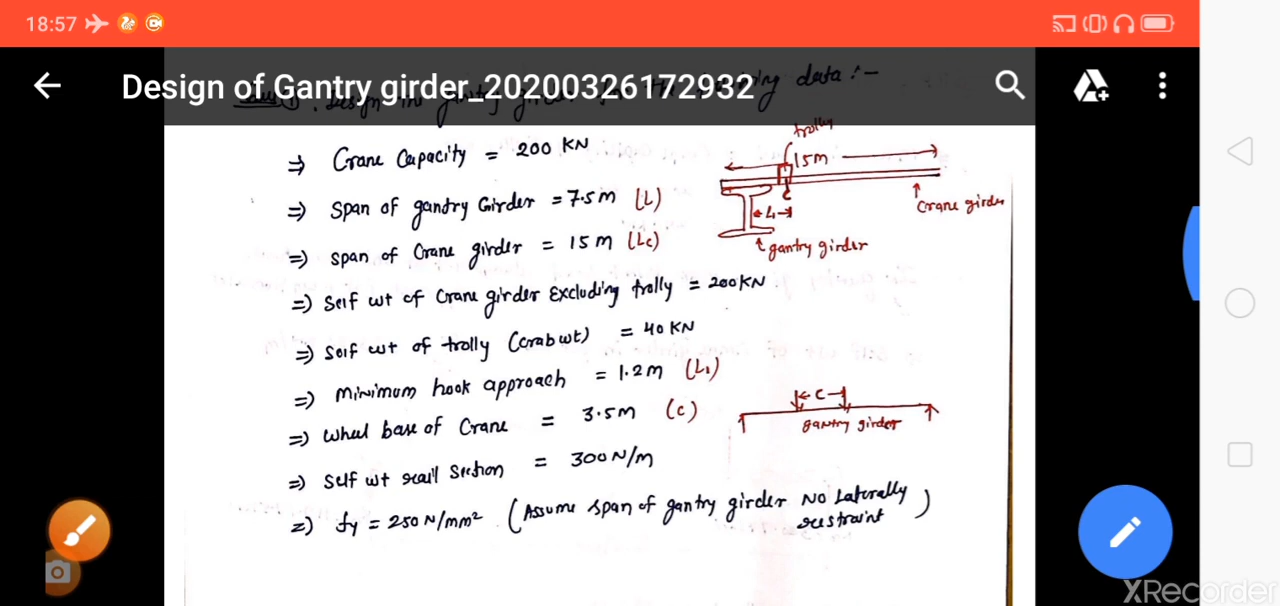 18:57
Design of Gantry girder_20200326172932
data :-
trolly
⇒ Crane Capacity = 200 KN
15m
⇒ Span of gandry Girder = 7.5m (L)
Crane girder
L1
⇒ Span of Crane girder = 15m (Lc)
gantry girder
⇒ Self wt of Crane girder Excluding trolly = 200KN
⇒ Self wt of trolly (crab wt) = 40 KN
⇒ Minimum hook approach = 1.2m (L1)
⇒ Wheel base of Crane = 3.5m (C)
C
gantry girder
⇒ Self wt rail Section = 300 N/m
⇒ fy = 250 N/mm² (Assume span of gantry girder No Laterally restraint)
XRecorder